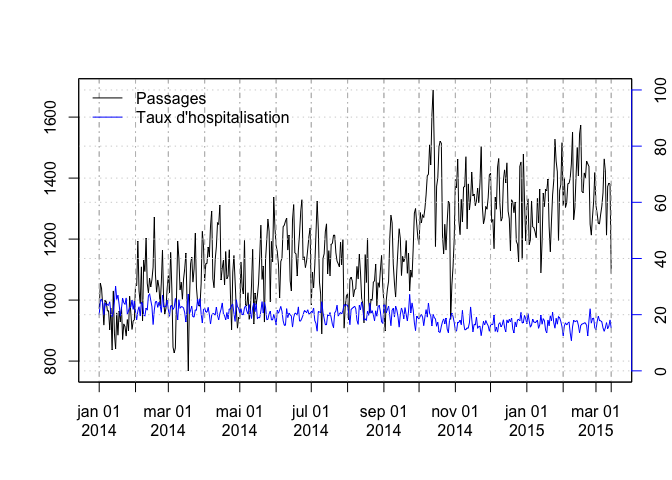 Passages
Taux d'hospitalisation
1600
1400
1200
1000
800
100
80
60
40
20
0
jan 01
2014
mar 01
2014
mai 01
2014
jul 01
2014
sep 01
2014
nov 01
2014
jan 01
2015
mar 01
2015